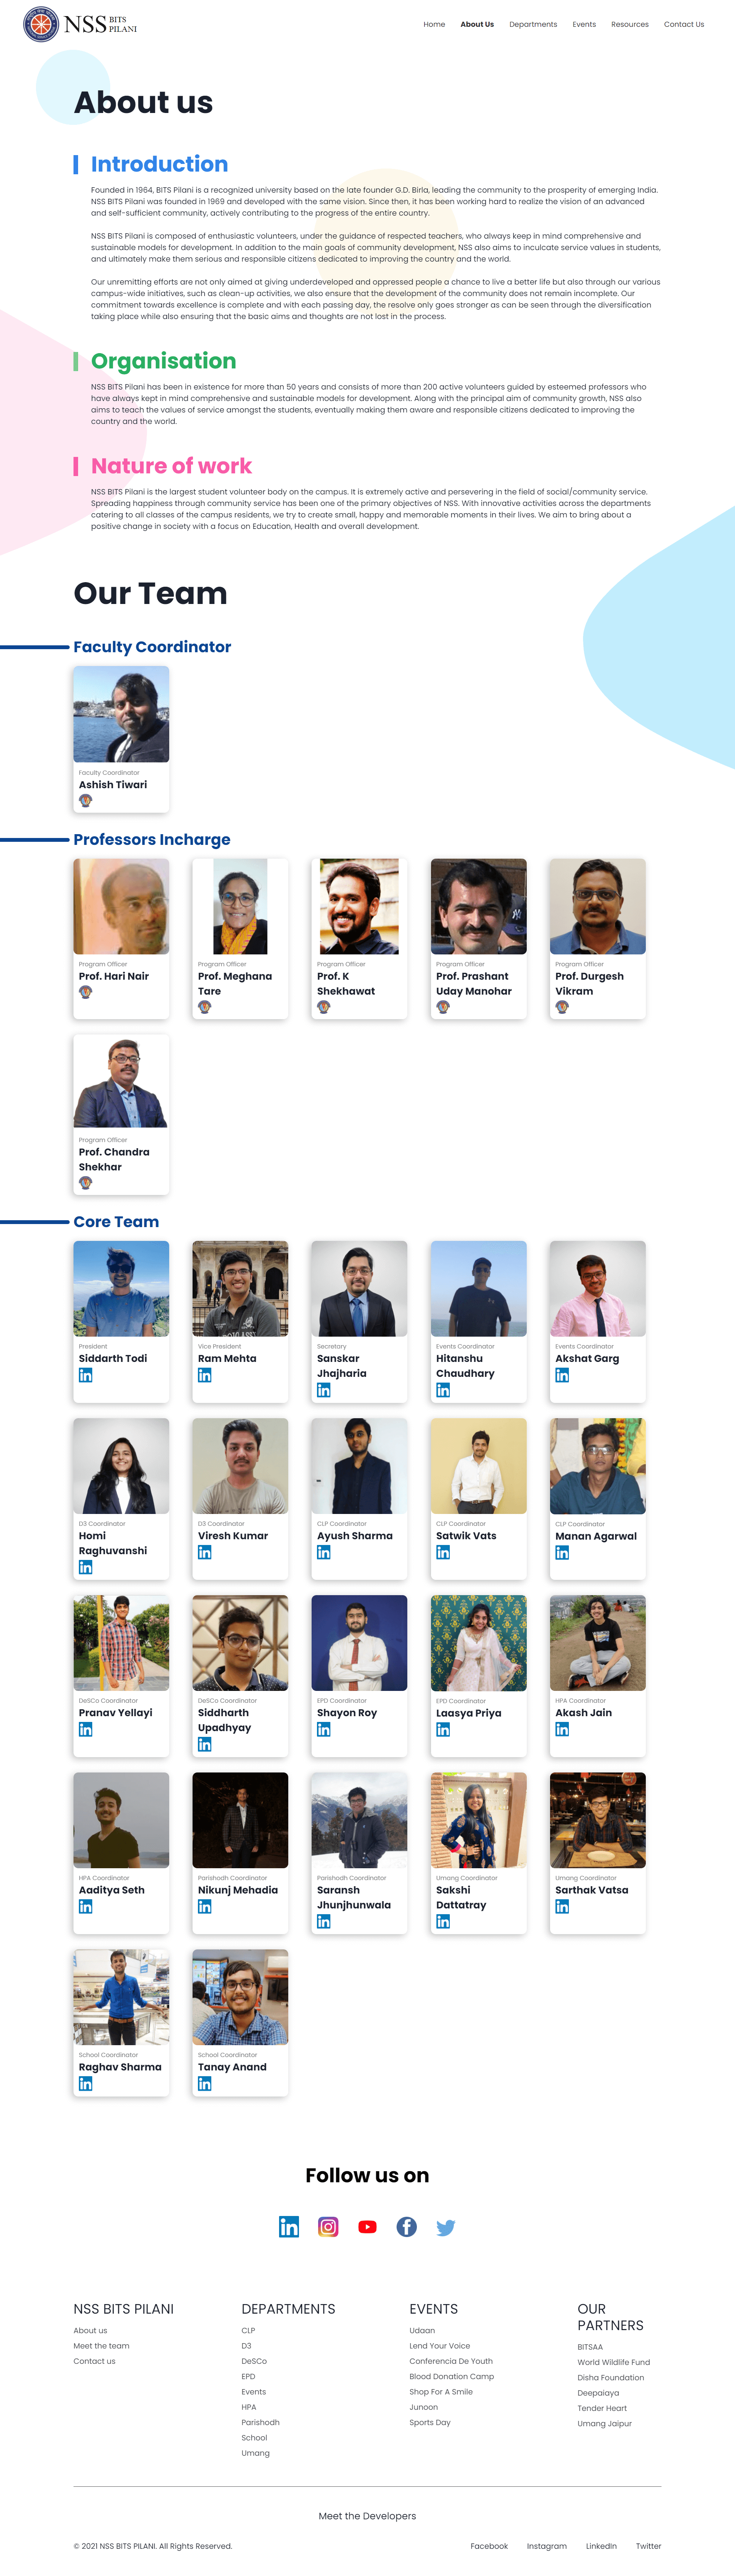 NSS BITS PILANI
Home About Us Departments Events Resources Contact Us
About us
Introduction
Founded in 1964, BITS Pilani is a recognized university based on the late founder G.D. Birla, leading the community to the prosperity of emerging India.
NSS BITS Pilani was founded in 1969 and developed with the same vision. Since then, it has been working hard to realize the vision of an advanced
and self-sufficient community, actively contributing to the progress of the entire country.
NSS BITS Pilani is composed of enthusiastic volunteers, under the guidance of respected teachers, who always keep in mind comprehensive and
sustainable models for development. In addition to the main goals of community development, NSS also aims to inculcate service values in students,
and ultimately make them serious and responsible citizens dedicated to improving the country and the world.
Our unremitting efforts are not only aimed at giving underdeveloped and oppressed people a chance to live a better life but also through our various
campus-wide initiatives, such as clean-up activities, we also ensure that the development of the community does not remain incomplete. Our
commitment towards excellence is complete and with each passing day, the resolve only goes stronger as can be seen through the diversification
taking place while also ensuring that the basic aims and thoughts are not lost in the process.
Organisation
NSS BITS Pilani has been in existence for more than 50 years and consists of more than 200 active volunteers guided by esteemed professors who
have always kept in mind comprehensive and sustainable models for development. Along with the principal aim of community growth, NSS also
aims to teach the values of service amongst the students, eventually making them aware and responsible citizens dedicated to improving the
country and the world.
Nature of work
NSS BITS Pilani is the largest student volunteer body on the campus. It is extremely active and persevering in the field of social/community service.
Spreading happiness through community service has been one of the primary objectives of NSS. With innovative activities across the departments
catering to all classes of the campus residents, we try to create small, happy and memorable moments in their lives. We aim to bring about a
positive change in society with a focus on Education, Health and overall development.
Our Team
Faculty Coordinator
Faculty Coordinator
Ashish Tiwari
Professors Incharge
Program Officer
Prof. Hari Nair
Program Officer
Prof. Meghana
Tare
Program Officer
Prof. K
Shekhawat
Program Officer
Prof. Prashant
Uday Manohar
Program Officer
Prof. Durgesh
Vikram
Program Officer
Prof. Chandra
Shekhar
Core Team
President
Siddarth Todi
Vice President
Ram Mehta
Secretary
Sanskar
Jhajharia
Events Coordinator
Hitanshu
Chaudhary
Events Coordinator
Akshat Garg
D3 Coordinator
Homi
Raghuvanshi
D3 Coordinator
Viresh Kumar
CLP Coordinator
Ayush Sharma
CLP Coordinator
Satwik Vats
CLP Coordinator
Manan Agarwal
DeSCo Coordinator
Pranav Yellayi
DeSCo Coordinator
Siddharth
Upadhyay
EPD Coordinator
Shayon Roy
EPD Coordinator
Laasya Priya
HPA Coordinator
Akash Jain
HPA Coordinator
Aaditya Seth
Parishodh Coordinator
Nikunj Mehadia
Parishodh Coordinator
Saransh
Jhunjhunwala
Umang Coordinator
Sakshi
Dattatray
Umang Coordinator
Sarthak Vatsa
School Coordinator
Raghav Sharma
School Coordinator
Tanay Anand
Follow us on
NSS BITS PILANI
About us
Meet the team
Contact us
DEPARTMENTS
CLP
D3
DeSCo
EPD
Events
HPA
Parishodh
School
Umang
EVENTS
Udaan
Lend Your Voice
Conferencia De Youth
Blood Donation Camp
Shop For A Smile
Junoon
Sports Day
OUR
PARTNERS
BITSAA
World Wildlife Fund
Disha Foundation
Deepaiaya
Tender Heart
Umang Jaipur
Meet the Developers
© 2021 NSS BITS PILANI. All Rights Reserved.
Facebook Instagram LinkedIn Twitter